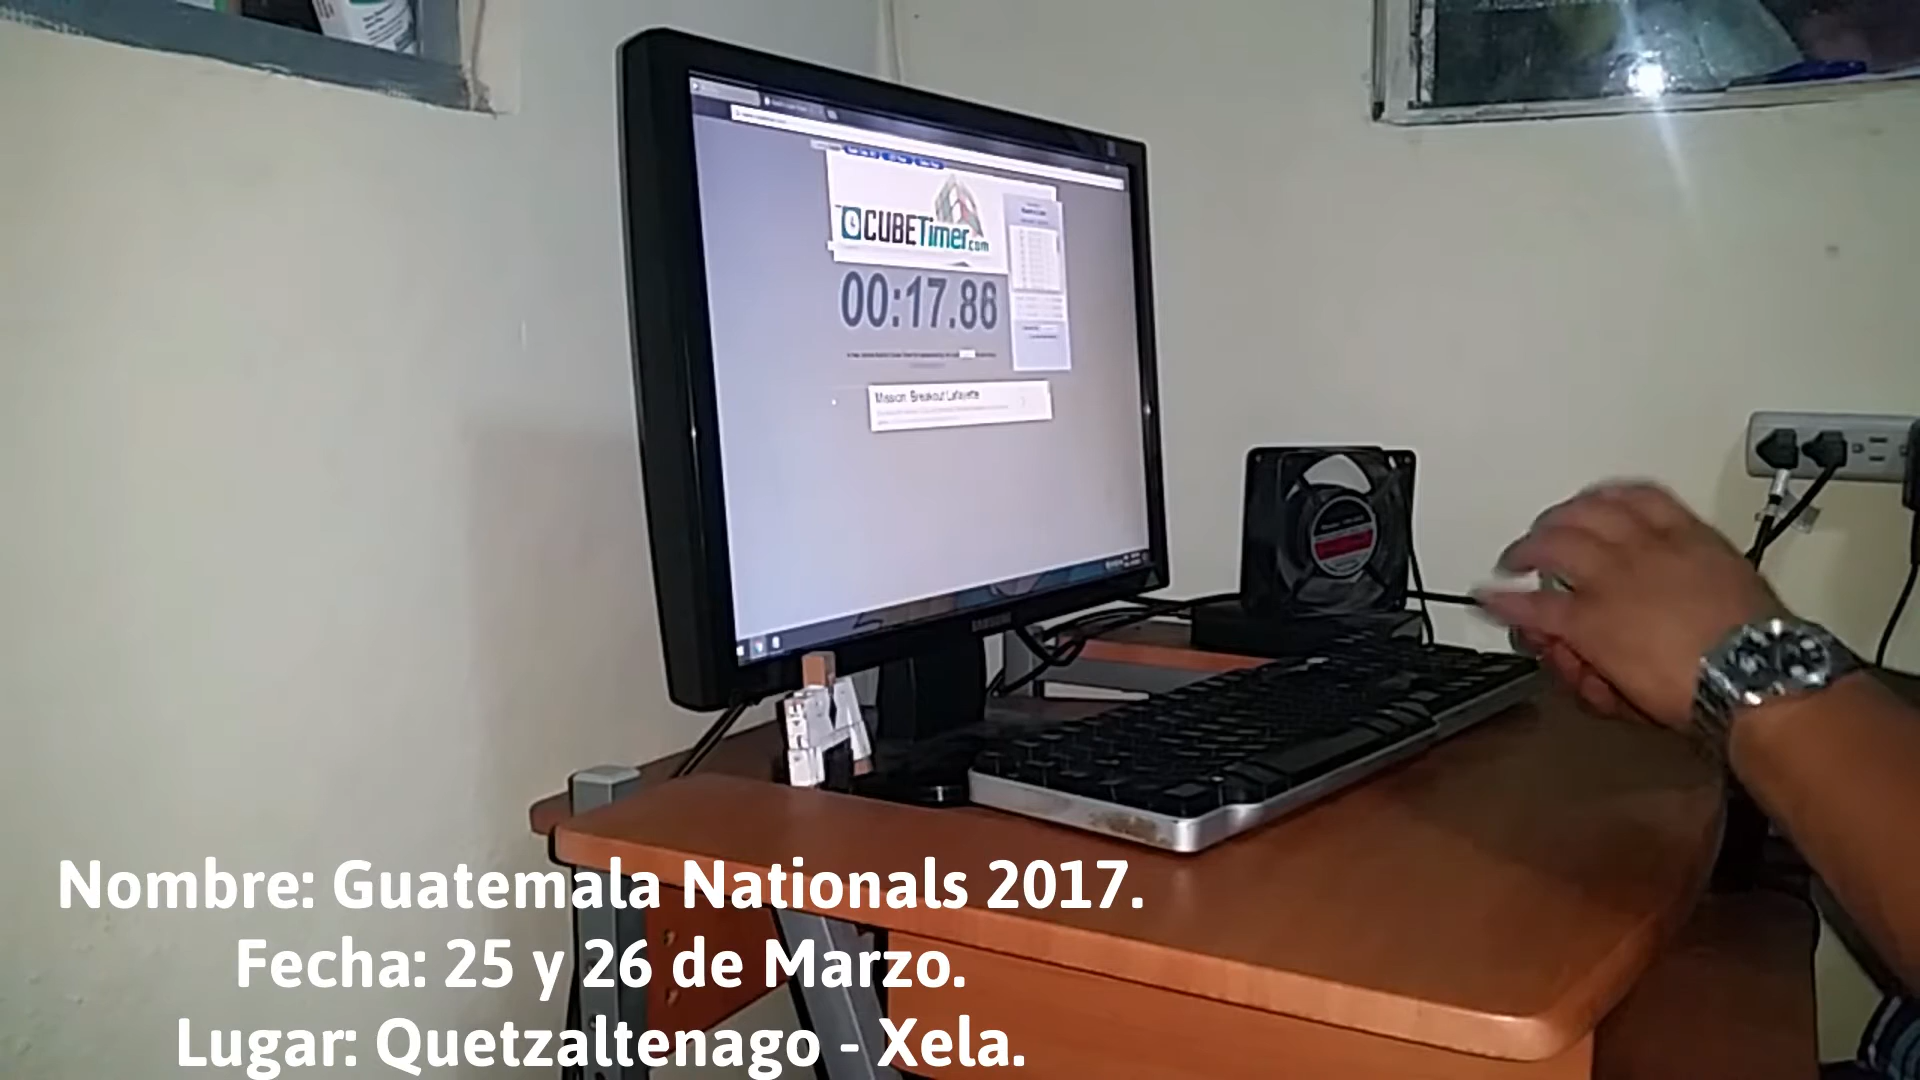 CUBETimer.com
00:17.86
Mission: Breakout Lafayette
SAMSUNG
Nombre: Guatemala Nationals 2017.
Fecha: 25 y 26 de Marzo.
Lugar: Quetzaltenago - Xela.